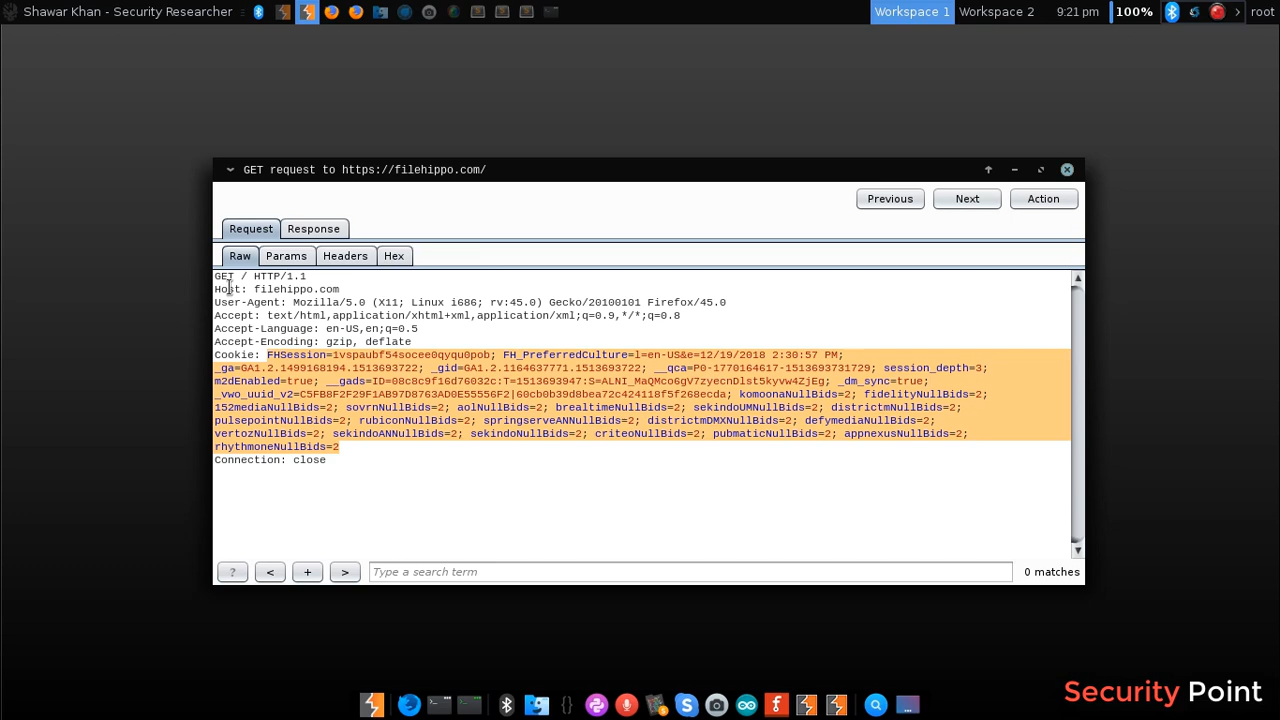 Shawar Khan - Security Researcher
Workspace 1 Workspace 2 9:21 pm 100% root
GET request to https://filehippo.com/
Previous Next Action
Request Response
Raw Params Headers Hex
GET / HTTP/1.1
Host: filehippo.com
User-Agent: Mozilla/5.0 (X11; Linux i686; rv:45.0) Gecko/20100101 Firefox/45.0
Accept: text/html,application/xhtml+xml,application/xml;q=0.9,*/*;q=0.8
Accept-Language: en-US,en;q=0.5
Accept-Encoding: gzip, deflate
Cookie: FHSession=1vspaubf54socee0qyqu0pob; FH_PreferredCulture=l=en-US&e=12/19/2018 2:30:57 PM;
_ga=GA1.2.1499168194.1513693722; _gid=GA1.2.1164637771.1513693722; __qca=P0-1770164617-1513693731729; session_depth=3;
m2dEnabled=true; __gads=ID=08c8c9f16d76032c:T=1513693947:S=ALNI_MaQMco6gV7zyecnDlst5kyvw4ZjEg; _dm_sync=true;
_vwo_uuid_v2=C5FB8F2F29F1AB97D8763AD0E55556F2|60cb0b39d8bea72c424118f5f268ecda; komoonaNullBids=2; fidelityNullBids=2;
152mediaNullBids=2; sovrnNullBids=2; aolNullBids=2; brealtimeNullBids=2; sekindoUMNullBids=2; districtmNullBids=2;
pulsepointNullBids=2; rubiconNullBids=2; springserveANNullBids=2; districtmDMXNullBids=2; defymediaNullBids=2;
vertozNullBids=2; sekindoANNullBids=2; sekindoNullBids=2; criteoNullBids=2; pubmaticNullBids=2; appnexusNullBids=2;
rhythmoneNullBids=2
Connection: close
? < + > Type a search term 0 matches
Security Point